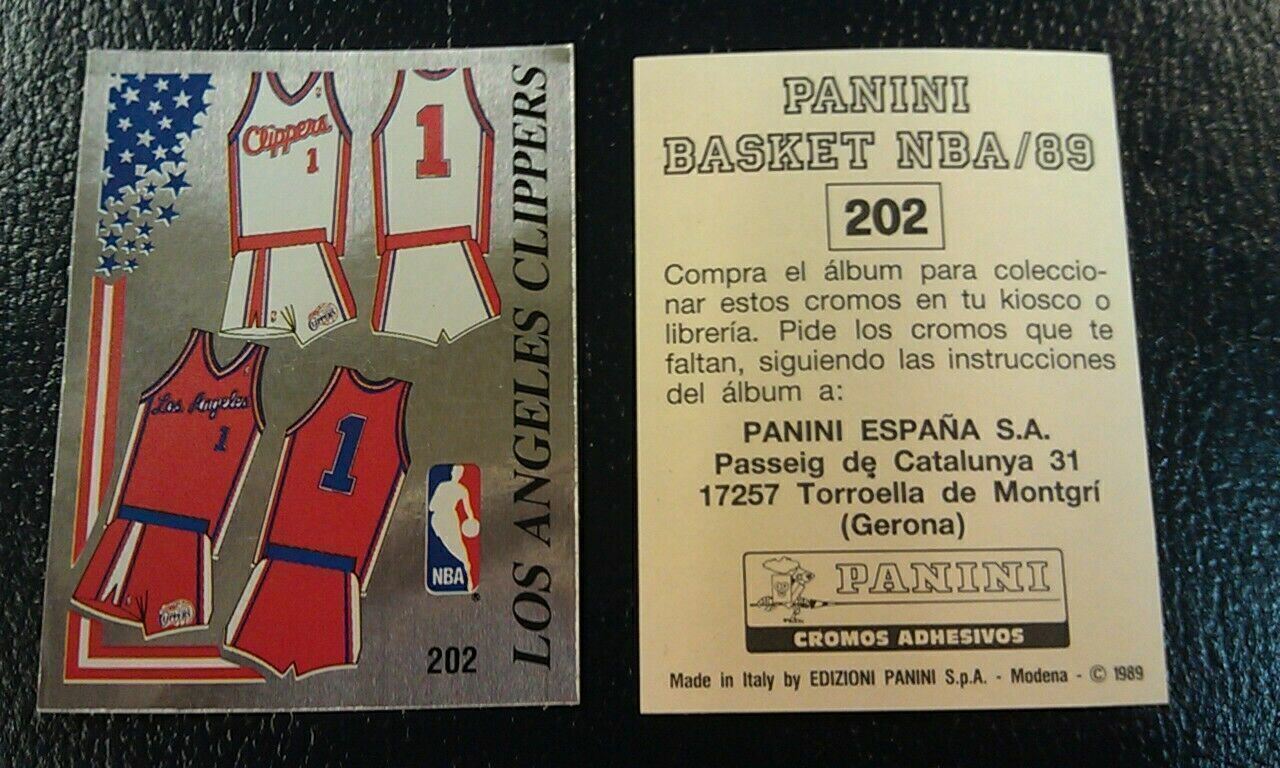 Clippers
1
1
Los Angeles
1
1
CLIPPERS
CLIPPERS
NBA
®
202
LOS ANGELES CLIPPERS
PANINI
BASKET NBA/89
202
Compra el álbum para coleccio-
nar estos cromos en tu kiosco o
librería. Pide los cromos que te
faltan, siguiendo las instrucciones
del álbum a:
PANINI ESPAÑA S.A.
Passeig de Catalunya 31
17257 Torroella de Montgrí
(Gerona)
PANINI
CROMOS ADHESIVOS
Made in Italy by EDIZIONI PANINI S.p.A. - Modena - © 1989